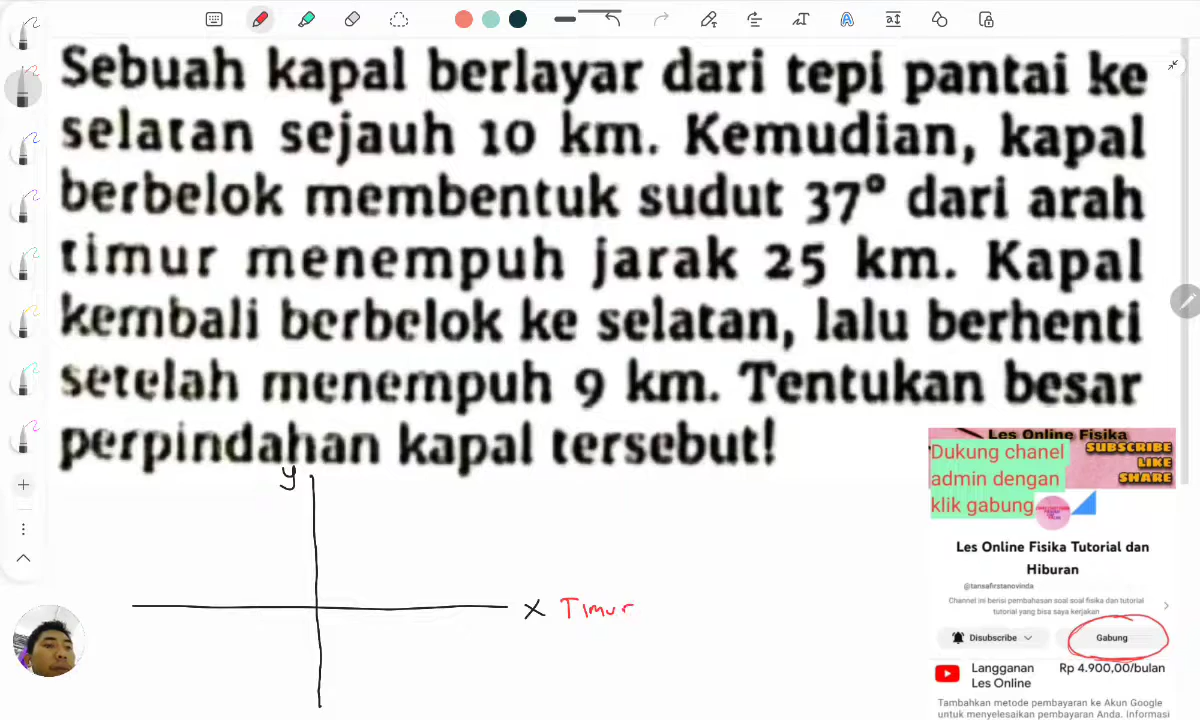 Sebuah kapal berlayar dari tepi pantai ke
selatan sejauh 10 km. Kemudian, kapal
berbelok membentuk sudut 37° dari arah
timur menempuh jarak 25 km. Kapal
kembali berbelok ke selatan, lalu berhenti
setelah menempuh 9 km. Tentukan besar
perpindahan kapal tersebut!
y
x Timur
Les Online Fisika
SUBSCRIBE
LIKE
SHARE
Dukung chanel
admin dengan
klik gabung
Les Online Fisika Tutorial dan
Hiburan
@tansafirstanovinda
Channel ini berisi pembahasan soal soal fisika dan tutorial
tutorial yang bisa saya kerjakan
Disubscribe
Gabung
Langganan Rp 4.900,00/bulan
Les Online
Tambahkan metode pembayaran ke Akun Google
untuk menyelesaikan pembayaran Anda. Informasi